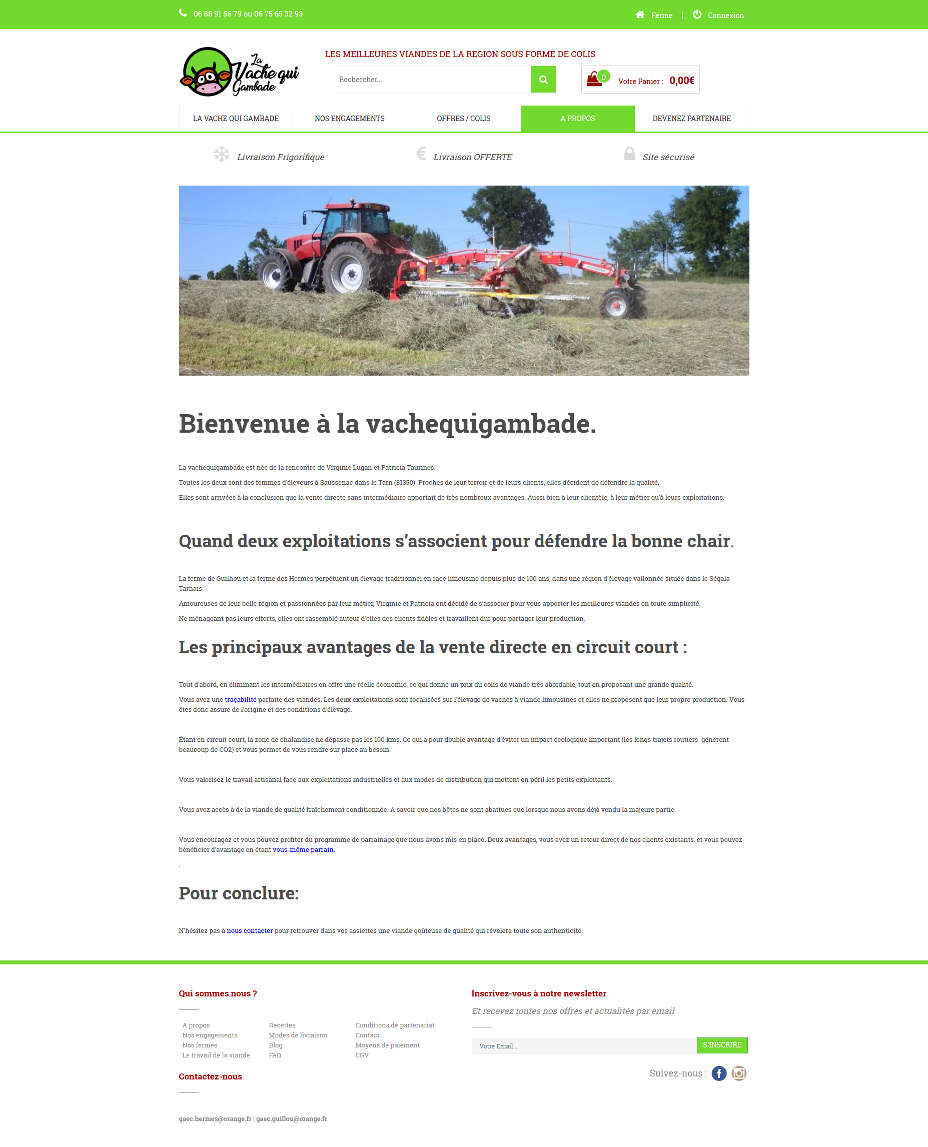 06 88 91 56 79 ou 06 75 65 32 93
Ferme | Connexion
La Vache qui Gambade
LES MEILLEURES VIANDES DE LA REGION SOUS FORME DE COLIS
Rechercher...
0
Votre Panier : 0,00€
LA VACHE QUI GAMBADE
NOS ENGAGEMENTS
OFFRES / COLIS
A PROPOS
DEVENEZ PARTENAIRE
Livraison Frigorifique
Livraison OFFERTE
Site sécurisé
Bienvenue à la vachequigambade.
La vachequigambade est née de la rencontre de Virginie Lugan et Patricia Taurines.
Toutes les deux sont des femmes d'éleveurs à Saussenac dans le Tarn (81350). Proches de leur terroir et de leurs clients, elles décident de défendre la qualité.
Elles sont arrivées à la conclusion que la vente directe sans intermédiaire apportait de très nombreux avantages. Aussi bien à leur clientèle, à leur métier qu'à leurs exploitations.
Quand deux exploitations s'associent pour défendre la bonne chair.
La ferme de Guilhou et la ferme des Hermes perpétuent un élevage traditionnel en race limousine depuis plus de 100 ans, dans une région d'élevage vallonnée située dans le Ségala
Tarnais.
Amoureuses de leur belle région et passionnées par leur métier, Virginie et Patricia ont décidé de s'associer pour vous apporter les meilleures viandes en toute simplicité.
Ne ménageant pas leurs efforts, elles ont rassemblé autour d'elles des clients fidèles et travaillent dur pour partager leur production.
Les principaux avantages de la vente directe en circuit court :
Tout d'abord, en éliminant les intermédiaires on offre une réelle économie, ce qui donne un prix du colis de viande très abordable, tout en proposant une grande qualité.
Vous avez une traçabilité parfaite des viandes. Les deux exploitations sont focalisées sur l'élevage de vaches à viande limousines et elles ne proposent que leur propre production. Vous
êtes donc assuré de l'origine et des conditions d'élevage.
Étant en circuit court, la zone de chalandise ne dépasse pas les 100 kms. Ce qui a pour double avantage d'éviter un impact écologique important (les longs trajets routiers génèrent
beaucoup de CO2) et vous permet de vous rendre sur place au besoin.
Vous valorisez le travail artisanal face aux exploitations industrielles et aux modes de distribution qui mettent en péril les petits exploitants.
Vous avez accès à de la viande de qualité fraîchement conditionnée. A savoir que nos bêtes ne sont abattues que lorsque nous avons déjà vendu la majeure partie.
Vous encouragez et vous pouvez profiter du programme de parrainage que nous avons mis en place. Deux avantages, vous avez un retour direct de nos clients existants, et vous pouvez
bénéficier d'avantage en étant vous-même parrain.
.
Pour conclure:
N'hésitez pas à nous contacter pour retrouver dans vos assiettes une viande goûteuse de qualité qui révèlera toute son authenticité.
Qui sommes nous ?
A propos
Nos engagements
Nos fermes
Le travail de la viande
Recettes
Modes de livraison
Blog
FAQ
Conditions de partenariat
Contact
Moyens de paiement
CGV
Contactez-nous
gaec.hermes@orange.fr | gaec.guillou@orange.fr
Inscrivez-vous à notre newsletter
Et recevez toutes nos offres et actualités par email
Votre Email...
S'INSCRIRE
Suivez-nous :